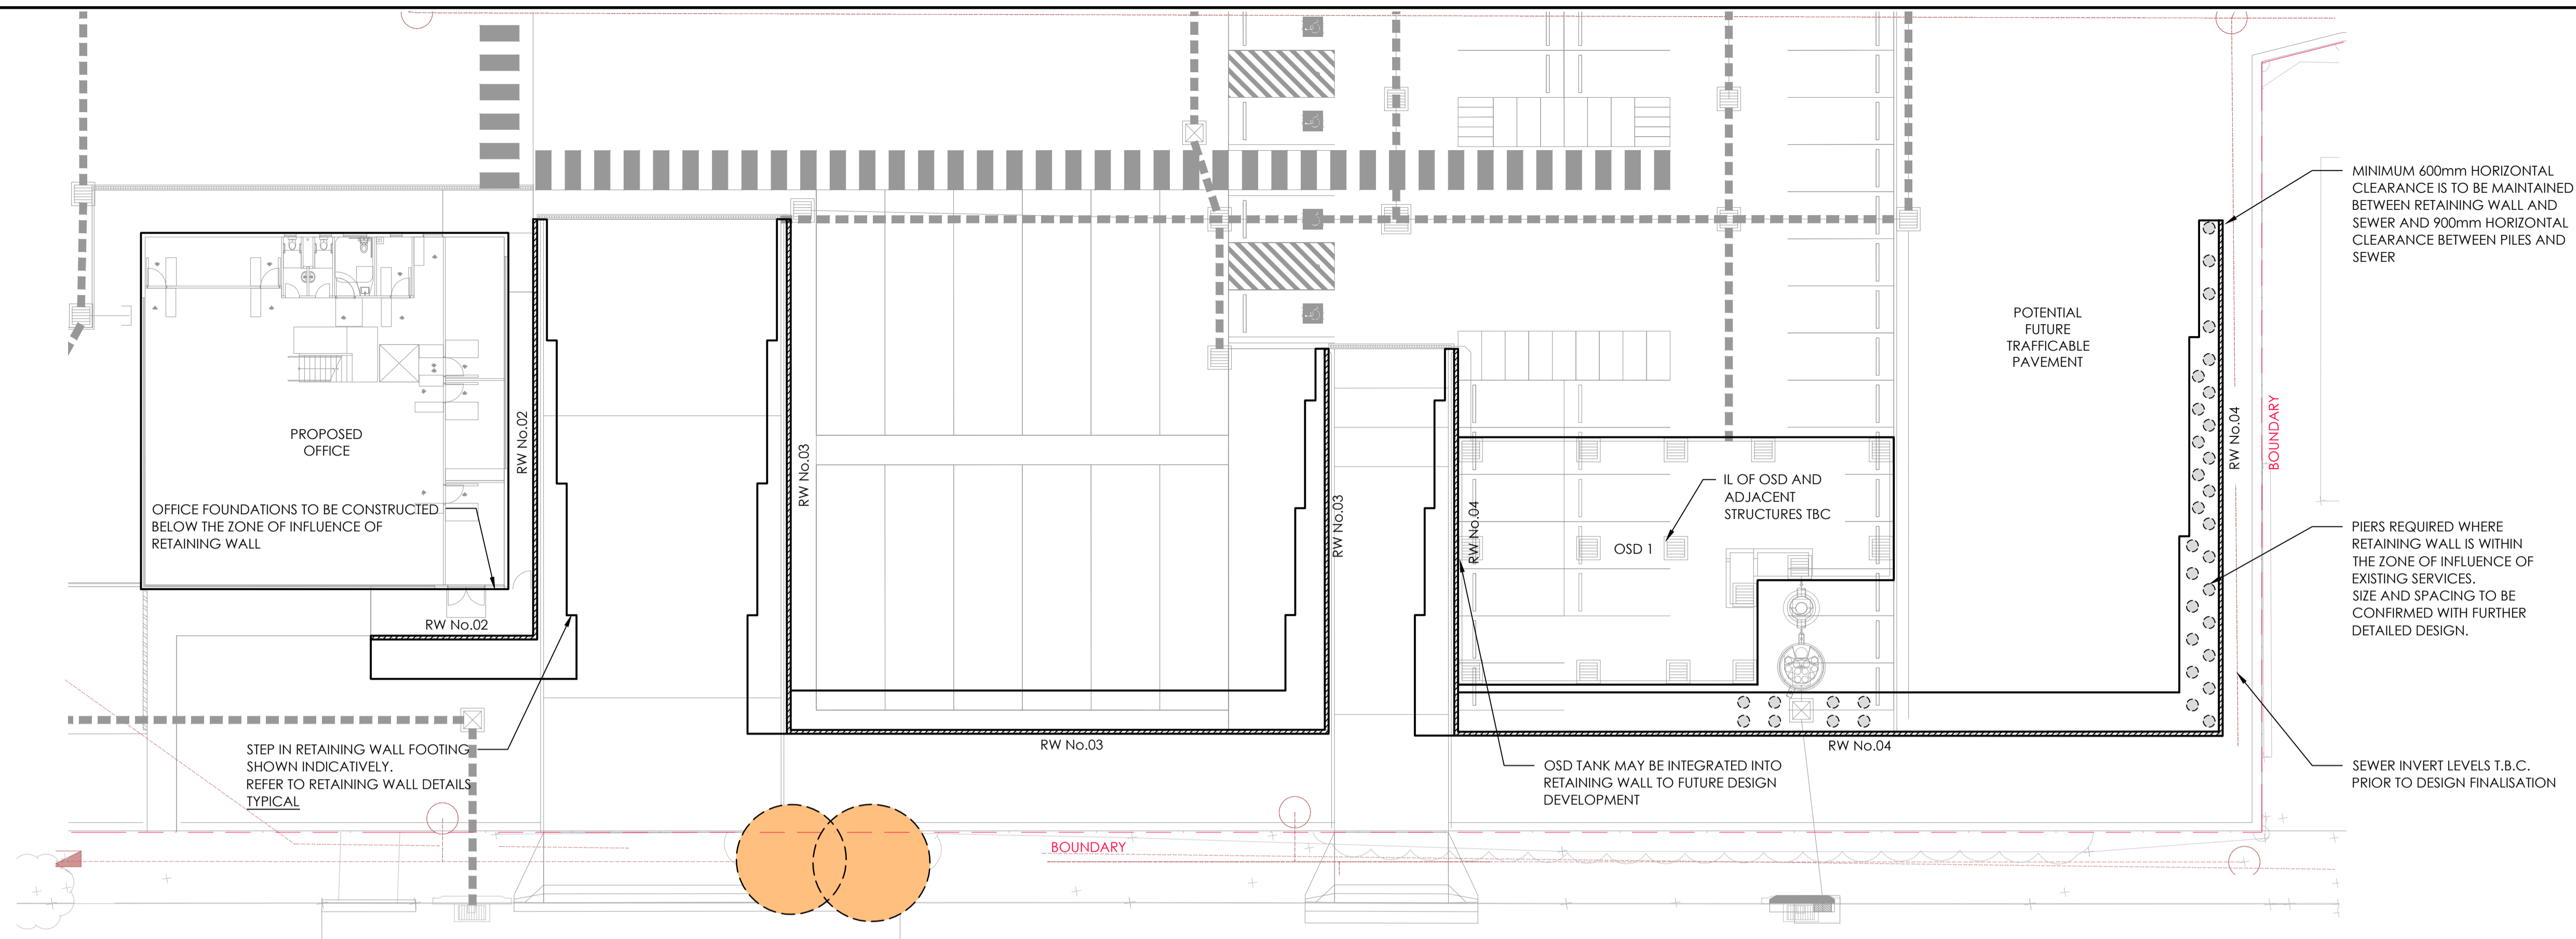 MINIMUM 600mm HORIZONTAL
CLEARANCE IS TO BE MAINTAINED
BETWEEN RETAINING WALL AND
SEWER AND 900mm HORIZONTAL
CLEARANCE BETWEEN PILES AND
SEWER
POTENTIAL
FUTURE
TRAFFICABLE
PAVEMENT
PROPOSED
OFFICE
RW No.02
RW No.03
RW No.03
RW No.04
RW No.04
BOUNDARY
OFFICE FOUNDATIONS TO BE CONSTRUCTED
BELOW THE ZONE OF INFLUENCE OF
RETAINING WALL
IL OF OSD AND
ADJACENT
STRUCTURES TBC
OSD 1
PIERS REQUIRED WHERE
RETAINING WALL IS WITHIN
THE ZONE OF INFLUENCE OF
EXISTING SERVICES.
SIZE AND SPACING TO BE
CONFIRMED WITH FURTHER
DETAILED DESIGN.
RW No.02
RW No.03
RW No.04
STEP IN RETAINING WALL FOOTING
SHOWN INDICATIVELY.
REFER TO RETAINING WALL DETAILS
TYPICAL
OSD TANK MAY BE INTEGRATED INTO
RETAINING WALL TO FUTURE DESIGN
DEVELOPMENT
SEWER INVERT LEVELS T.B.C.
PRIOR TO DESIGN FINALISATION
BOUNDARY